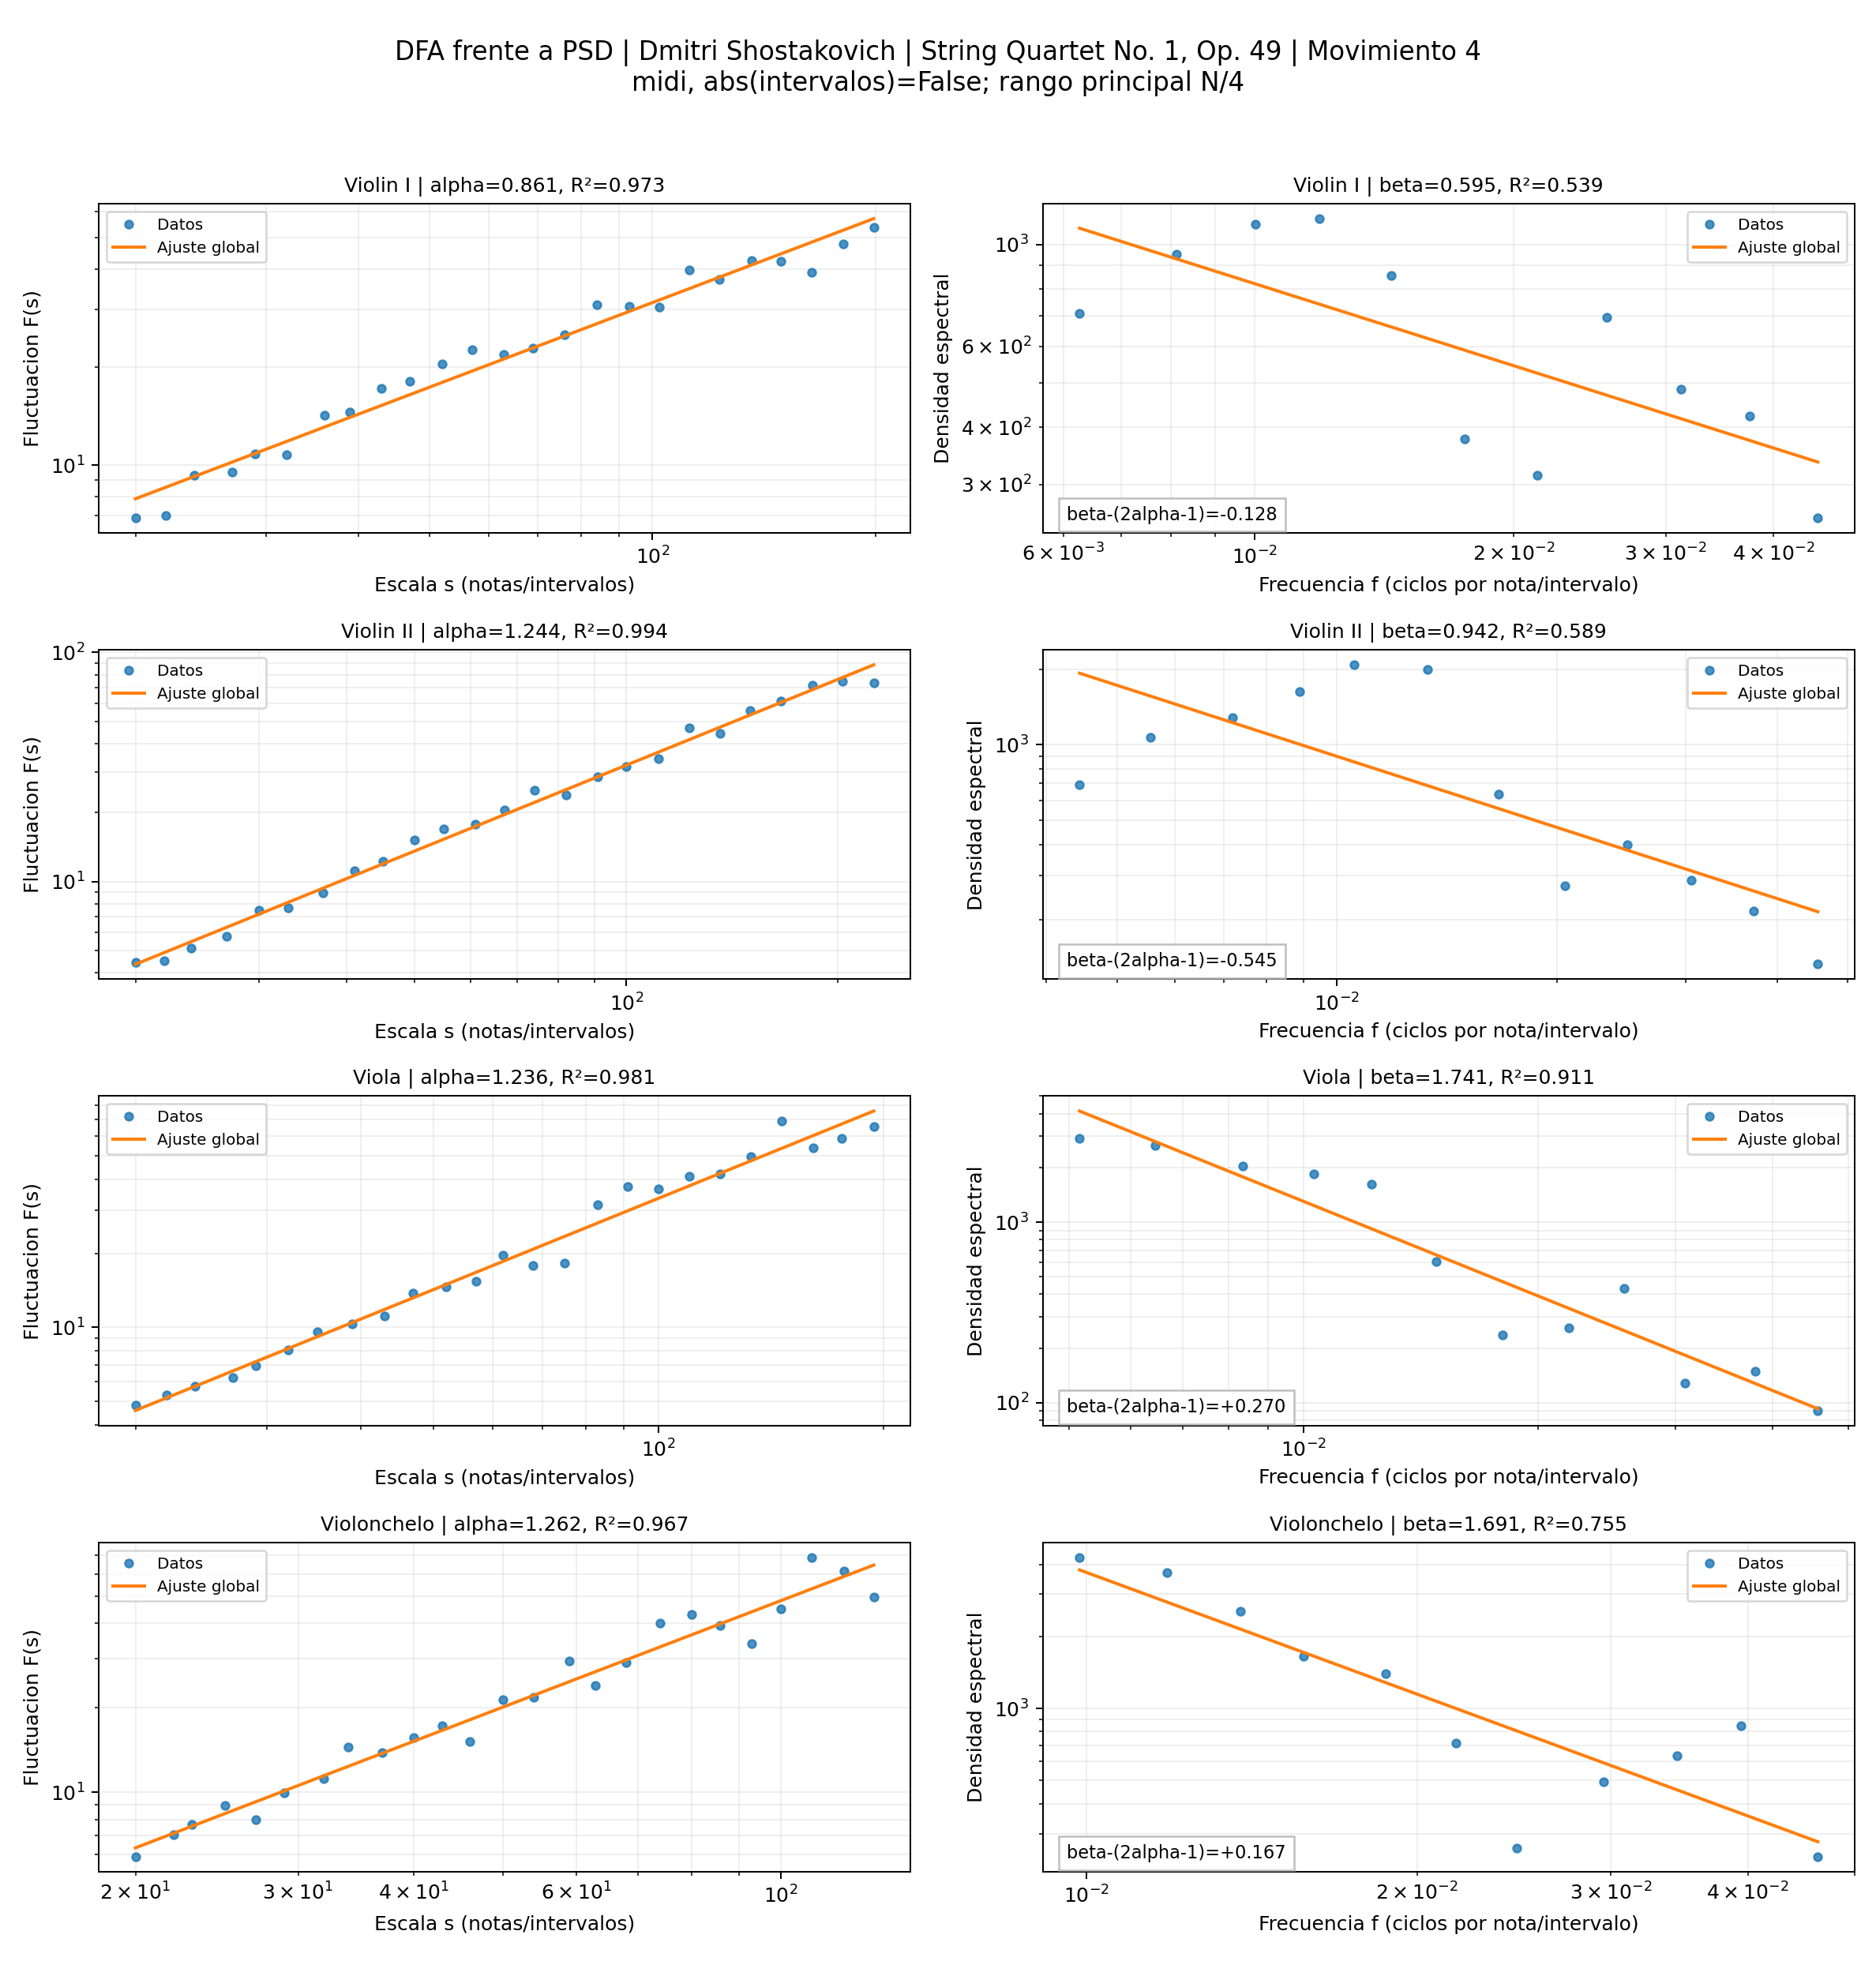 DFA frente a PSD | Dmitri Shostakovich | String Quartet No. 1, Op. 49 | Movimiento 4
midi, abs(intervalos)=False; rango principal N/4
Violin I | alpha=0.861, R²=0.973
Datos
Ajuste global
Fluctuacion F(s)
10¹
10²
Escala s (notas/intervalos)
Violin I | beta=0.595, R²=0.539
Datos
Ajuste global
Densidad espectral
10³
6 × 10²
4 × 10²
3 × 10²
beta-(2alpha-1)=-0.128
6 × 10⁻³
10⁻²
2 × 10⁻²
3 × 10⁻²
4 × 10⁻²
Frecuencia f (ciclos por nota/intervalo)
Violin II | alpha=1.244, R²=0.994
Datos
Ajuste global
Fluctuacion F(s)
10²
10¹
10²
Escala s (notas/intervalos)
Violin II | beta=0.942, R²=0.589
Datos
Ajuste global
Densidad espectral
10³
beta-(2alpha-1)=-0.545
10⁻²
Frecuencia f (ciclos por nota/intervalo)
Viola | alpha=1.236, R²=0.981
Datos
Ajuste global
Fluctuacion F(s)
10¹
10²
Escala s (notas/intervalos)
Viola | beta=1.741, R²=0.911
Datos
Ajuste global
Densidad espectral
10³
10²
beta-(2alpha-1)=+0.270
10⁻²
Frecuencia f (ciclos por nota/intervalo)
Violonchelo | alpha=1.262, R²=0.967
Datos
Ajuste global
Fluctuacion F(s)
10¹
2 × 10¹
3 × 10¹
4 × 10¹
6 × 10¹
10²
Escala s (notas/intervalos)
Violonchelo | beta=1.691, R²=0.755
Datos
Ajuste global
Densidad espectral
10³
beta-(2alpha-1)=+0.167
10⁻²
2 × 10⁻²
3 × 10⁻²
4 × 10⁻²
Frecuencia f (ciclos por nota/intervalo)